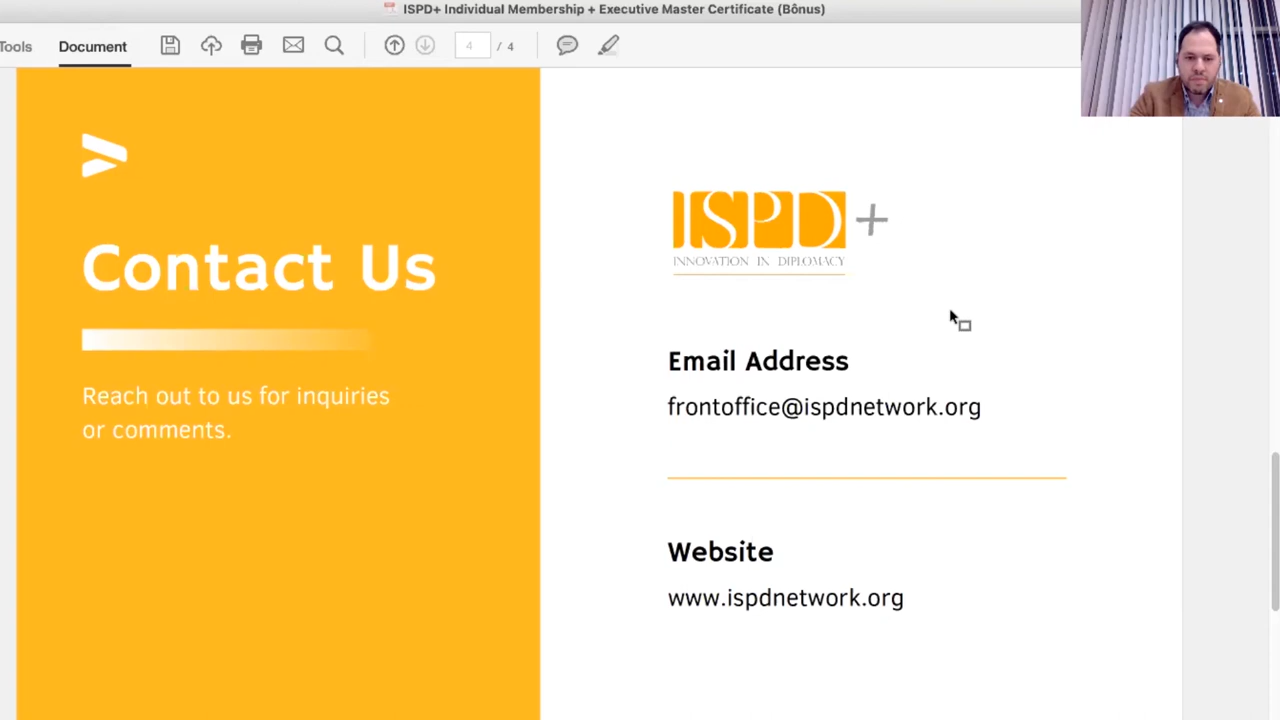 ISPD+ Individual Membership + Executive Master Certificate (Bônus)
Tools
Document
4
/ 4
Contact Us
Reach out to us for inquiries
or comments.
ISPD+
INNOVATION IN DIPLOMACY
Email Address
frontoffice@ispdnetwork.org
Website
www.ispdnetwork.org